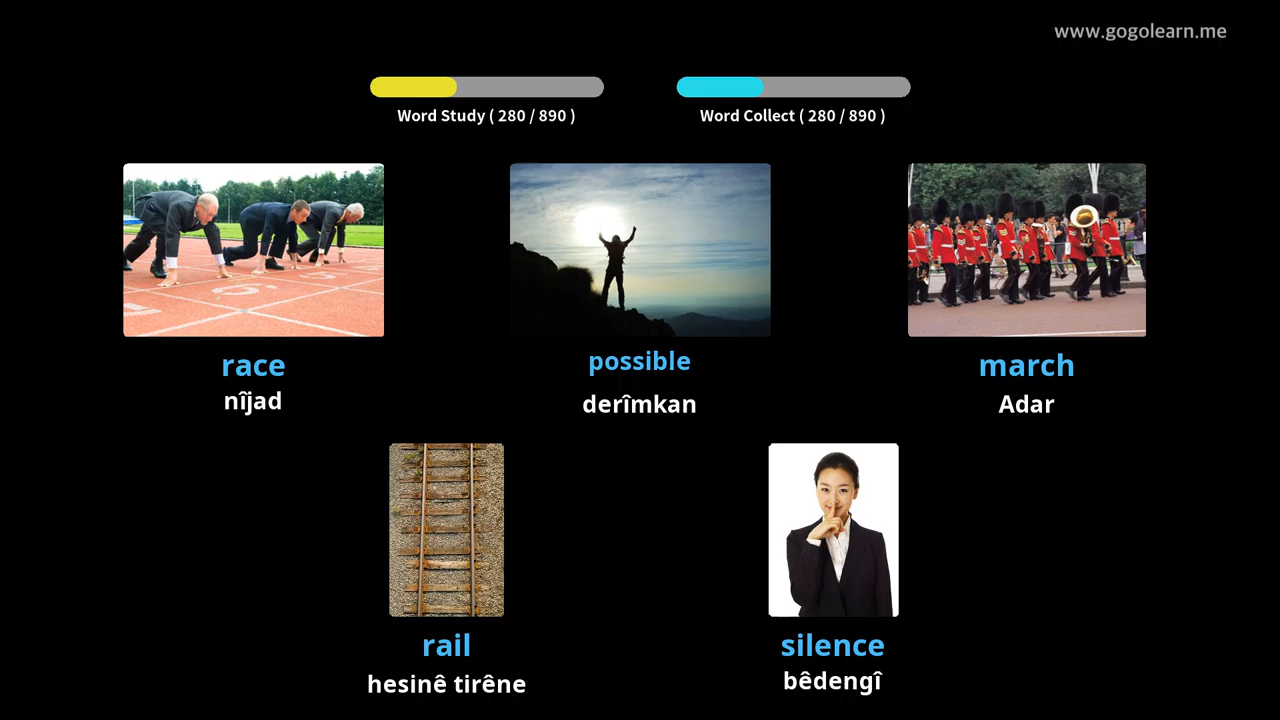 www.gogolearn.me
Word Study ( 280 / 890 )
Word Collect ( 280 / 890 )
race
nîjad
possible
derîmkan
march
Adar
rail
hesinê tirêne
silence
bêdengî